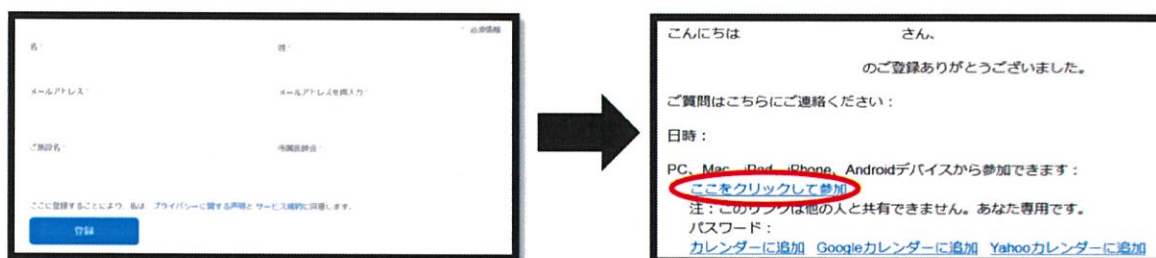 * 必須情報
名*
姓*
メールアドレス*
メールアドレスを再入力*
ご施設名*
所属医師会*
ここに登録することにより、私は、プライバシーに関する声明とサービス規約に同意します。
登録
こんにちは さん、
のご登録ありがとうございました。
ご質問はこちらにご連絡ください：
日時：
PC、Mac、iPad、iPhone、Androidデバイスから参加できます：
ここをクリックして参加
注：このリンクは他の人と共有できません。あなた専用です。
パスワード：
カレンダーに追加 Googleカレンダーに追加 Yahooカレンダーに追加